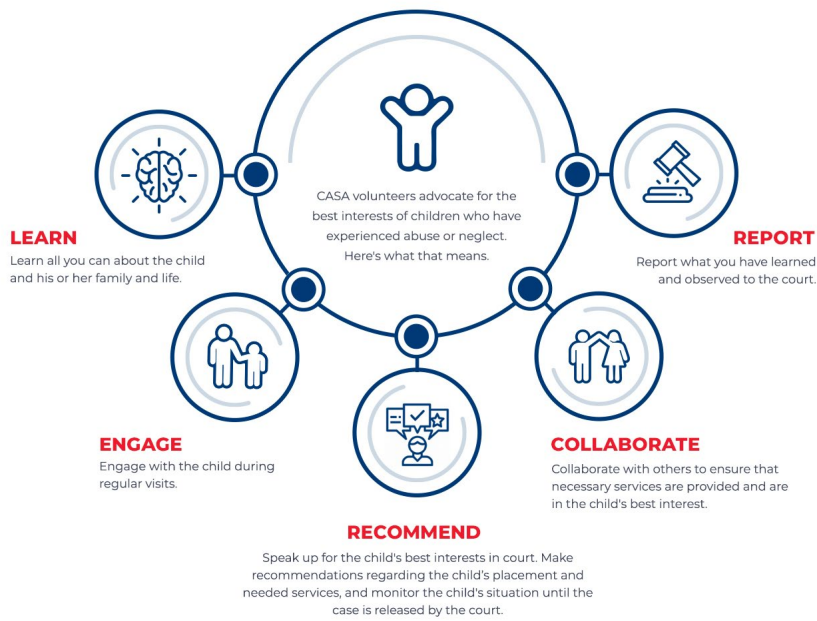 CASA volunteers advocate for the
best interests of children who have
experienced abuse or neglect.
Here's what that means.
LEARN
Learn all you can about the child
and his or her family and life.
ENGAGE
Engage with the child during
regular visits.
RECOMMEND
Speak up for the child's best interests in court. Make
recommendations regarding the child's placement and
needed services, and monitor the child's situation until the
case is released by the court.
COLLABORATE
Collaborate with others to ensure that
necessary services are provided and are
in the child's best interest.
REPORT
Report what you have learned
and observed to the court.